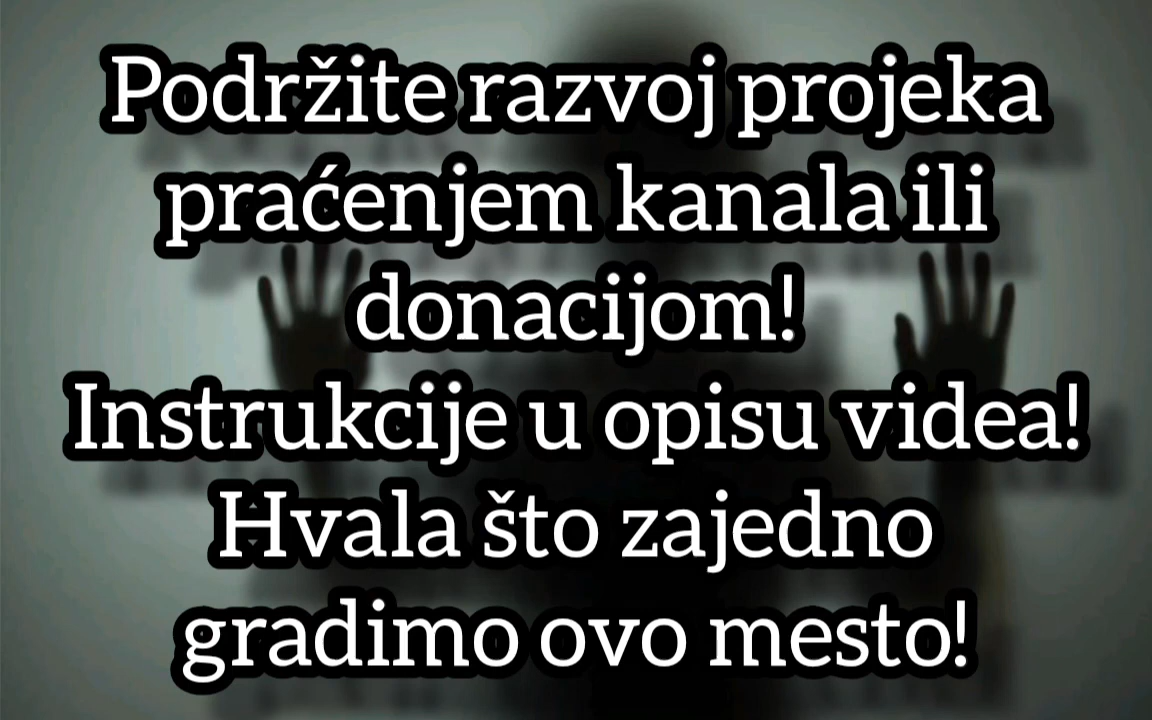 Podržite razvoj projeka
praćenjem kanala ili
donacijom!
Instrukcije u opisu videa!
Hvala što zajedno
gradimo ovo mesto!